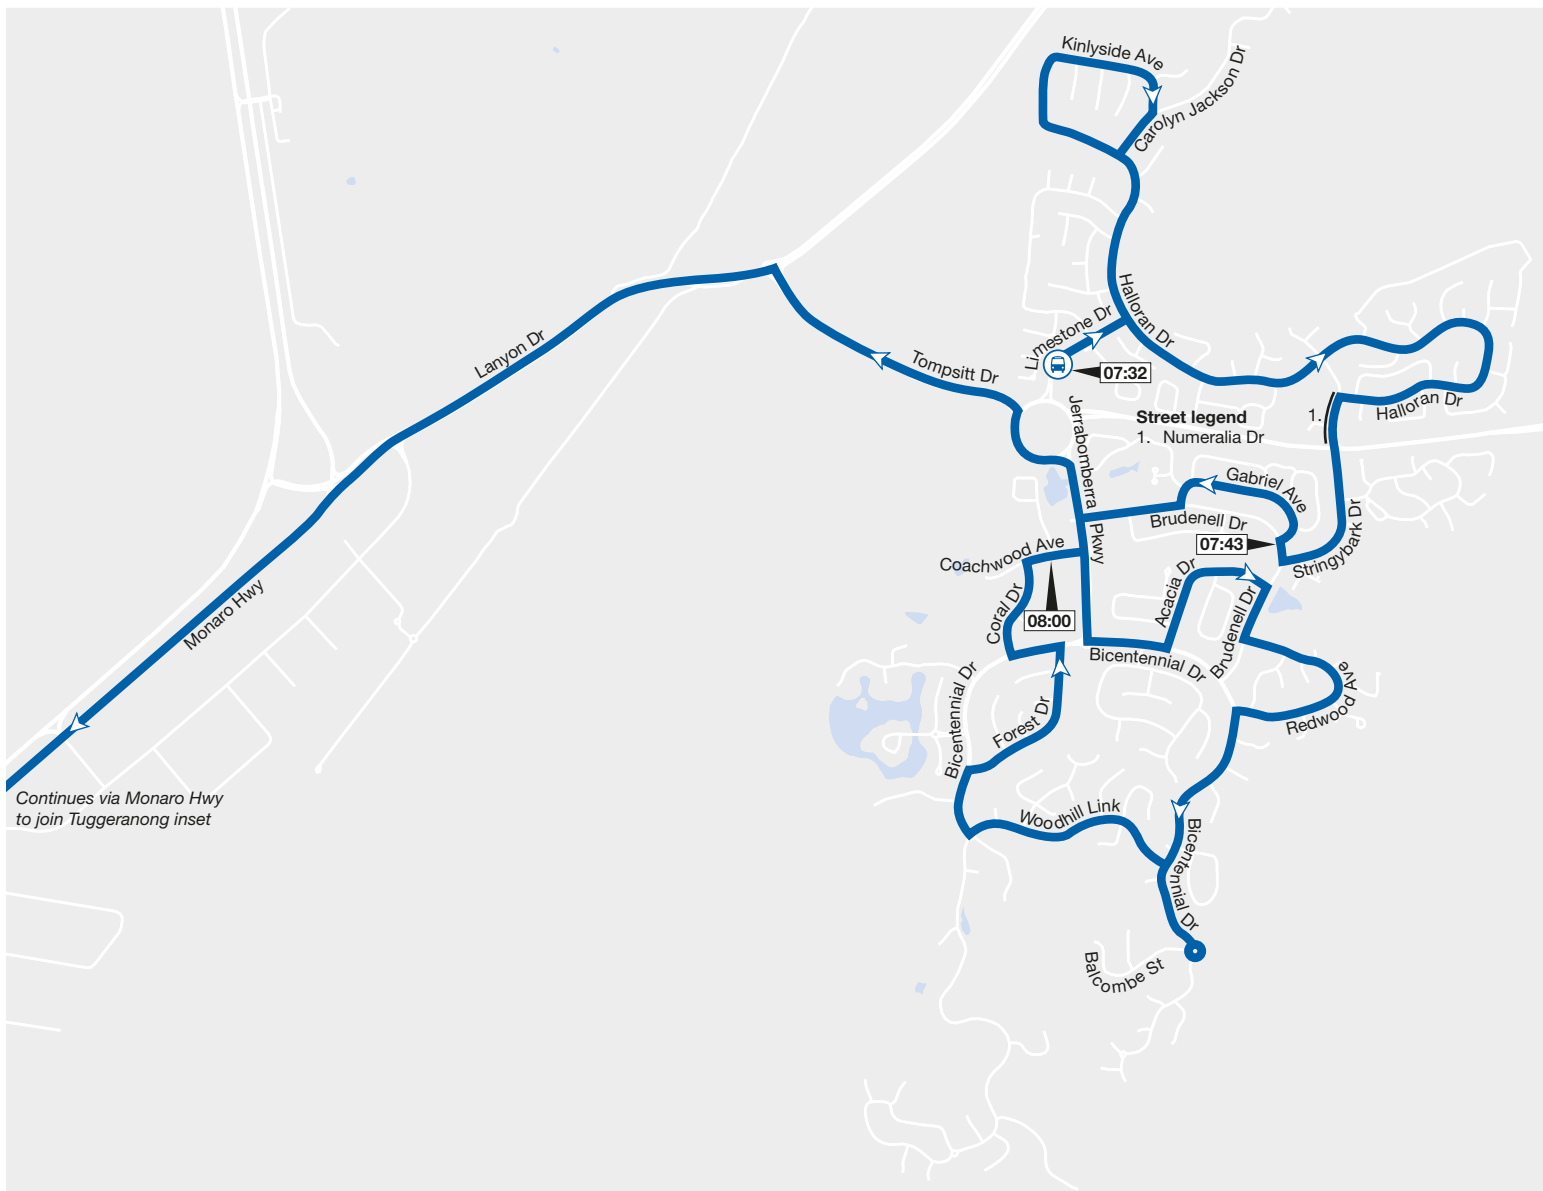 Kinlyside Ave
Carolyn Jackson Dr
Halloran Dr
Limestone Dr
07:32
Lanyon Dr
Tompsitt Dr
Jerrabomberra Pkwy
Street legend
1. Numeralia Dr
1.
Halloran Dr
Gabriel Ave
Brudenell Dr
07:43
Stringybark Dr
Coachwood Ave
Acacia Dr
Coral Dr
08:00
Monaro Hwy
Bicentennial Dr
Brudenell Dr
Redwood Ave
Bicentennial Dr
Forest Dr
Continues via Monaro Hwy
to join Tuggeranong inset
Woodhill Link
Bicentennial Dr
Balcombe St